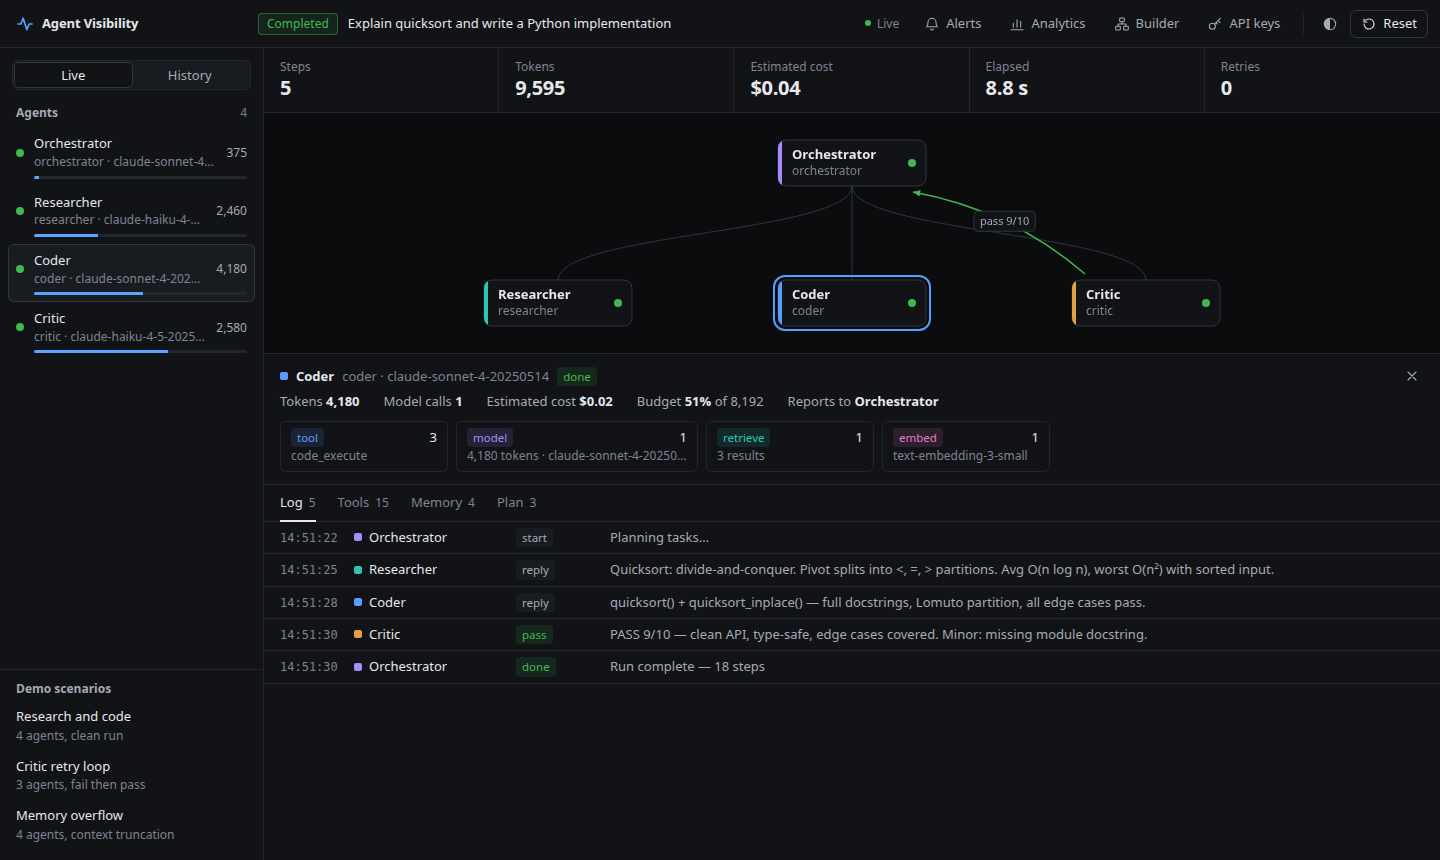 Agent Visibility
Completed Explain quicksort and write a Python implementation
Live Alerts Analytics Builder API keys Reset
Live History
Agents 4
Orchestrator
orchestrator · claude-sonnet-4... 375
Researcher
researcher · claude-haiku-4-... 2,460
Coder
coder · claude-sonnet-4-202... 4,180
Critic
critic · claude-haiku-4-5-2025... 2,580
Demo scenarios
Research and code
4 agents, clean run
Critic retry loop
3 agents, fail then pass
Memory overflow
4 agents, context truncation
Steps Tokens Estimated cost Elapsed Retries
5 9,595 $0.04 8.8 s 0
Orchestrator
orchestrator
pass 9/10
Researcher
researcher
Coder
coder
Critic
critic
Coder coder · claude-sonnet-4-20250514 done
Tokens 4,180 Model calls 1 Estimated cost $0.02 Budget 51% of 8,192 Reports to Orchestrator
tool 3
code_execute
model 1
4,180 tokens · claude-sonnet-4-20250...
retrieve 1
3 results
embed 1
text-embedding-3-small
Log 5 Tools 15 Memory 4 Plan 3
14:51:22 Orchestrator start Planning tasks...
14:51:25 Researcher reply Quicksort: divide-and-conquer. Pivot splits into <, =, > partitions. Avg O(n log n), worst O(n²) with sorted input.
14:51:28 Coder reply quicksort() + quicksort_inplace() — full docstrings, Lomuto partition, all edge cases pass.
14:51:30 Critic pass PASS 9/10 — clean API, type-safe, edge cases covered. Minor: missing module docstring.
14:51:30 Orchestrator done Run complete — 18 steps